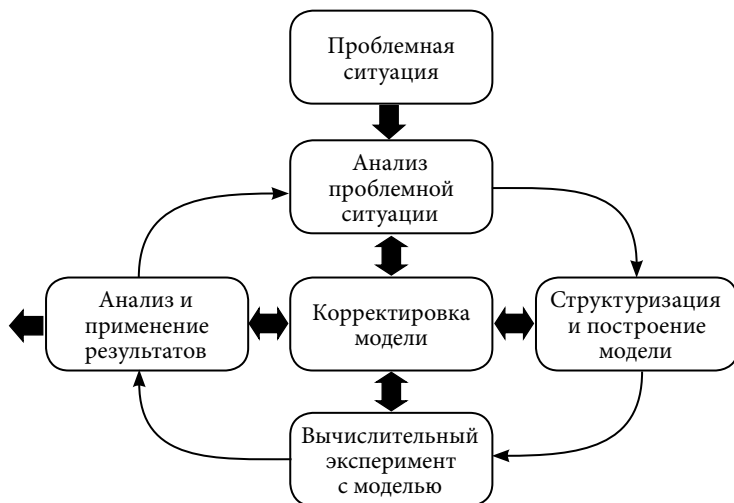 Проблемная
ситуация
Анализ
проблемной
ситуации
Анализ и
применение
результатов
Корректировка
модели
Структуризация
и построение
модели
Вычислительный
эксперимент
с моделью